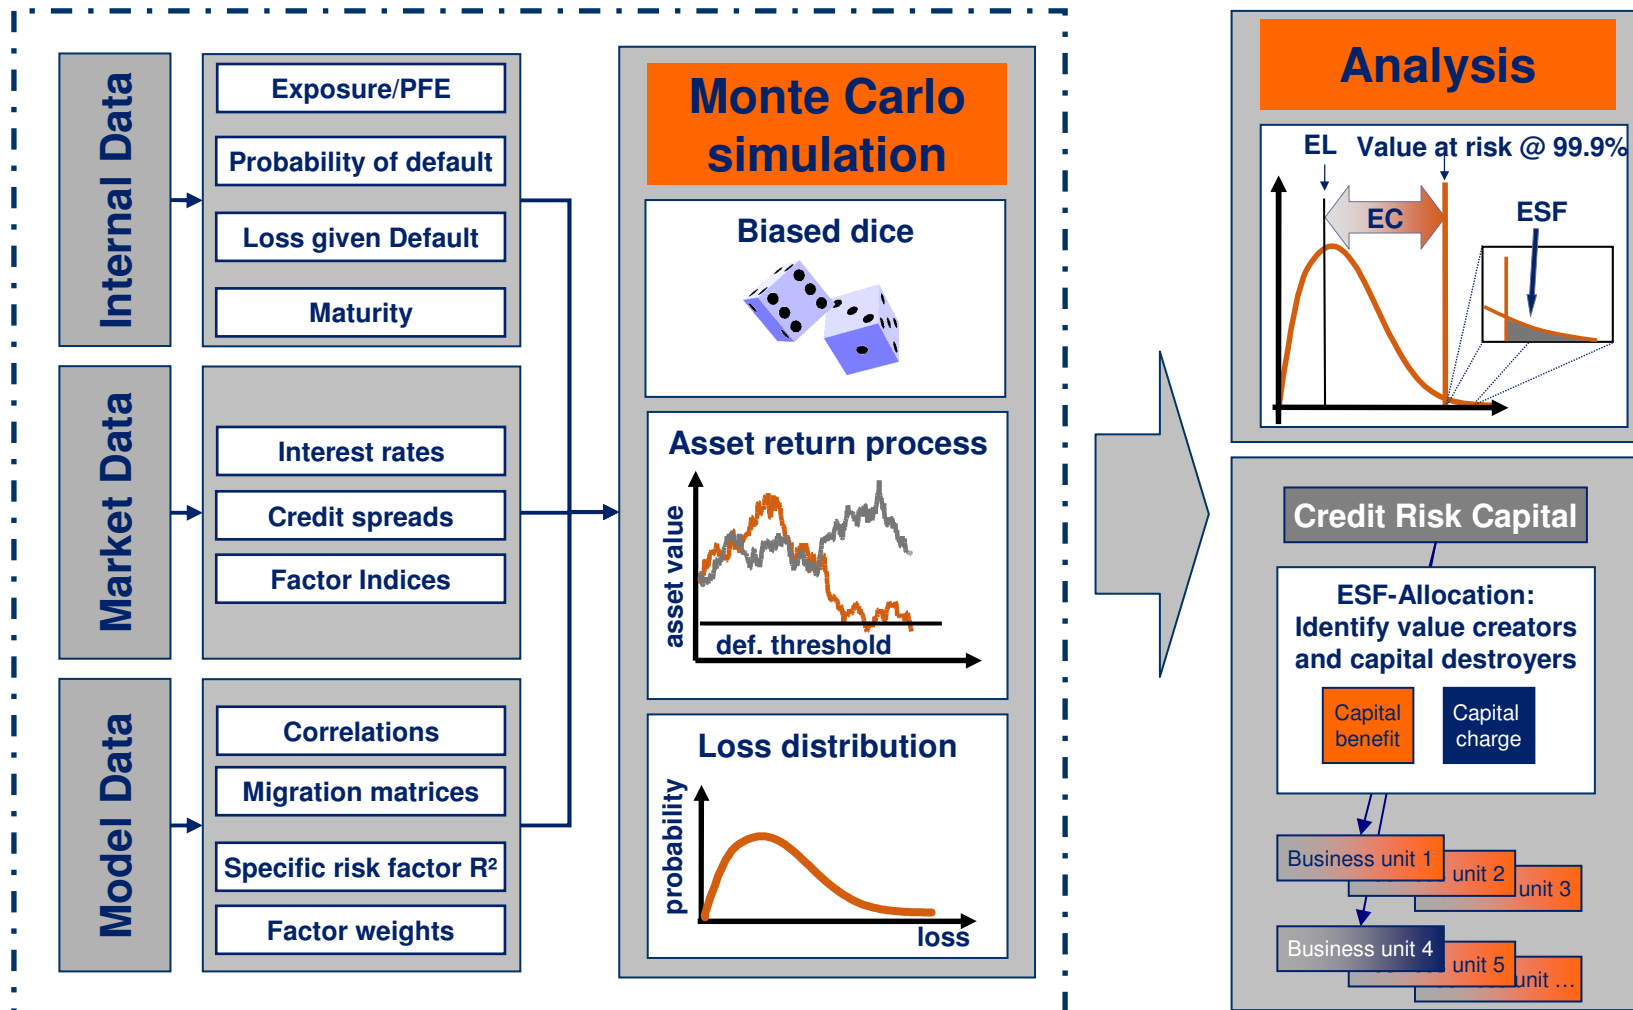 Internal Data
Exposure/PFE
Probability of default
Loss given Default
Maturity
Market Data
Interest rates
Credit spreads
Factor Indices
Model Data
Correlations
Migration matrices
Specific risk factor R²
Factor weights
Monte Carlo
simulation
Biased dice
Asset return process
asset value
def. threshold
Loss distribution
probability
loss
Analysis
EL
Value at risk @ 99.9%
EC
ESF
Credit Risk Capital
ESF-Allocation:
Identify value creators
and capital destroyers
Capital
benefit
Capital
charge
Business unit 1
unit 2
unit 3
Business unit 4
unit 5
unit …